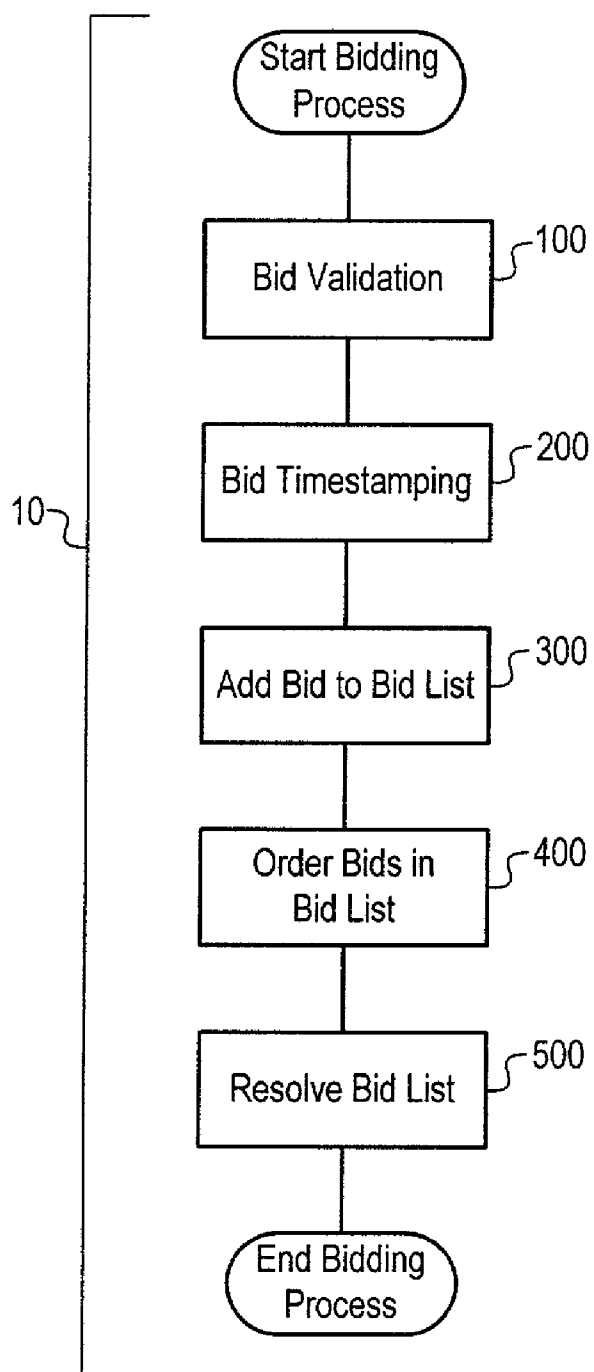 Start Bidding
Process
100
Bid Validation
200
Bid Timestamping
10
300
Add Bid to Bid List
400
Order Bids in
Bid List
500
Resolve Bid List
End Bidding
Process